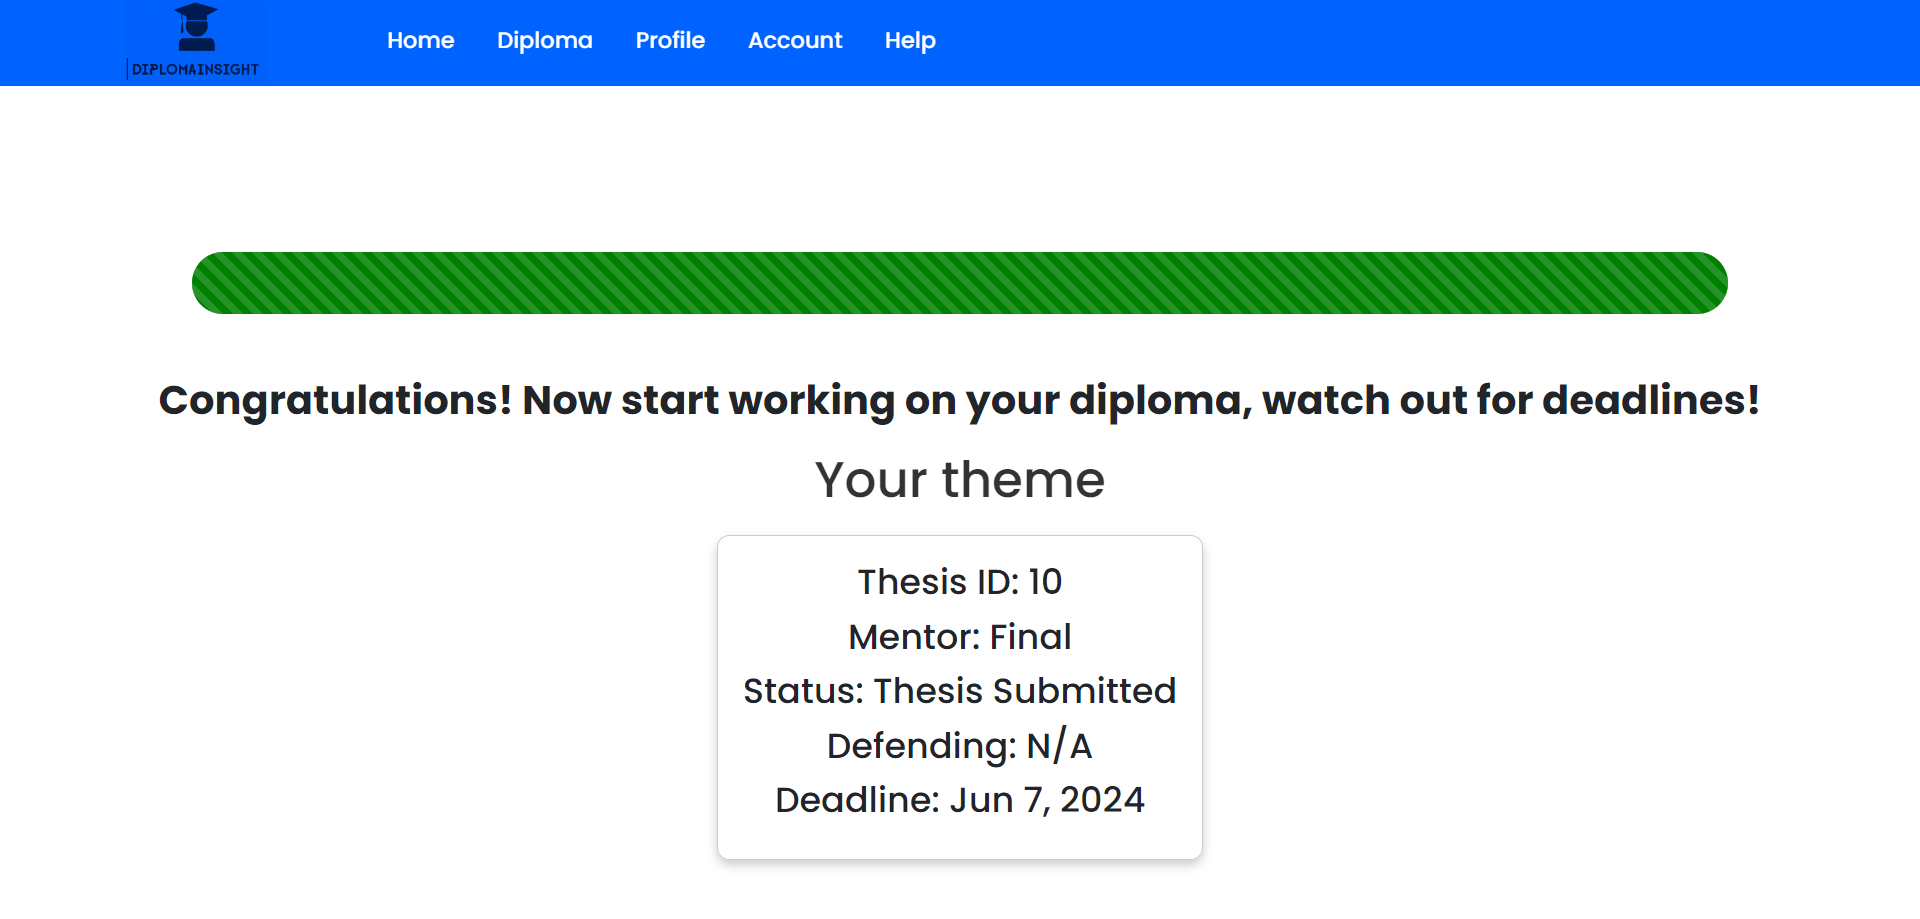 Home Diploma Profile Account Help
DIPLOMAINSIGHT
Congratulations! Now start working on your diploma, watch out for deadlines!
Your theme
Thesis ID: 10
Mentor: Final
Status: Thesis Submitted
Defending: N/A
Deadline: Jun 7, 2024